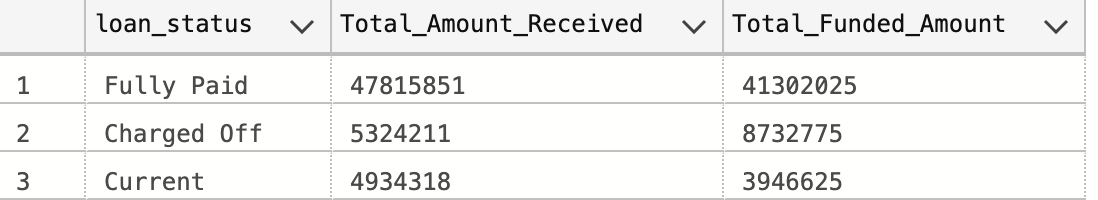 loan_status Total_Amount_Received Total_Funded_Amount
1 Fully Paid 47815851 41302025
2 Charged Off 5324211 8732775
3 Current 4934318 3946625